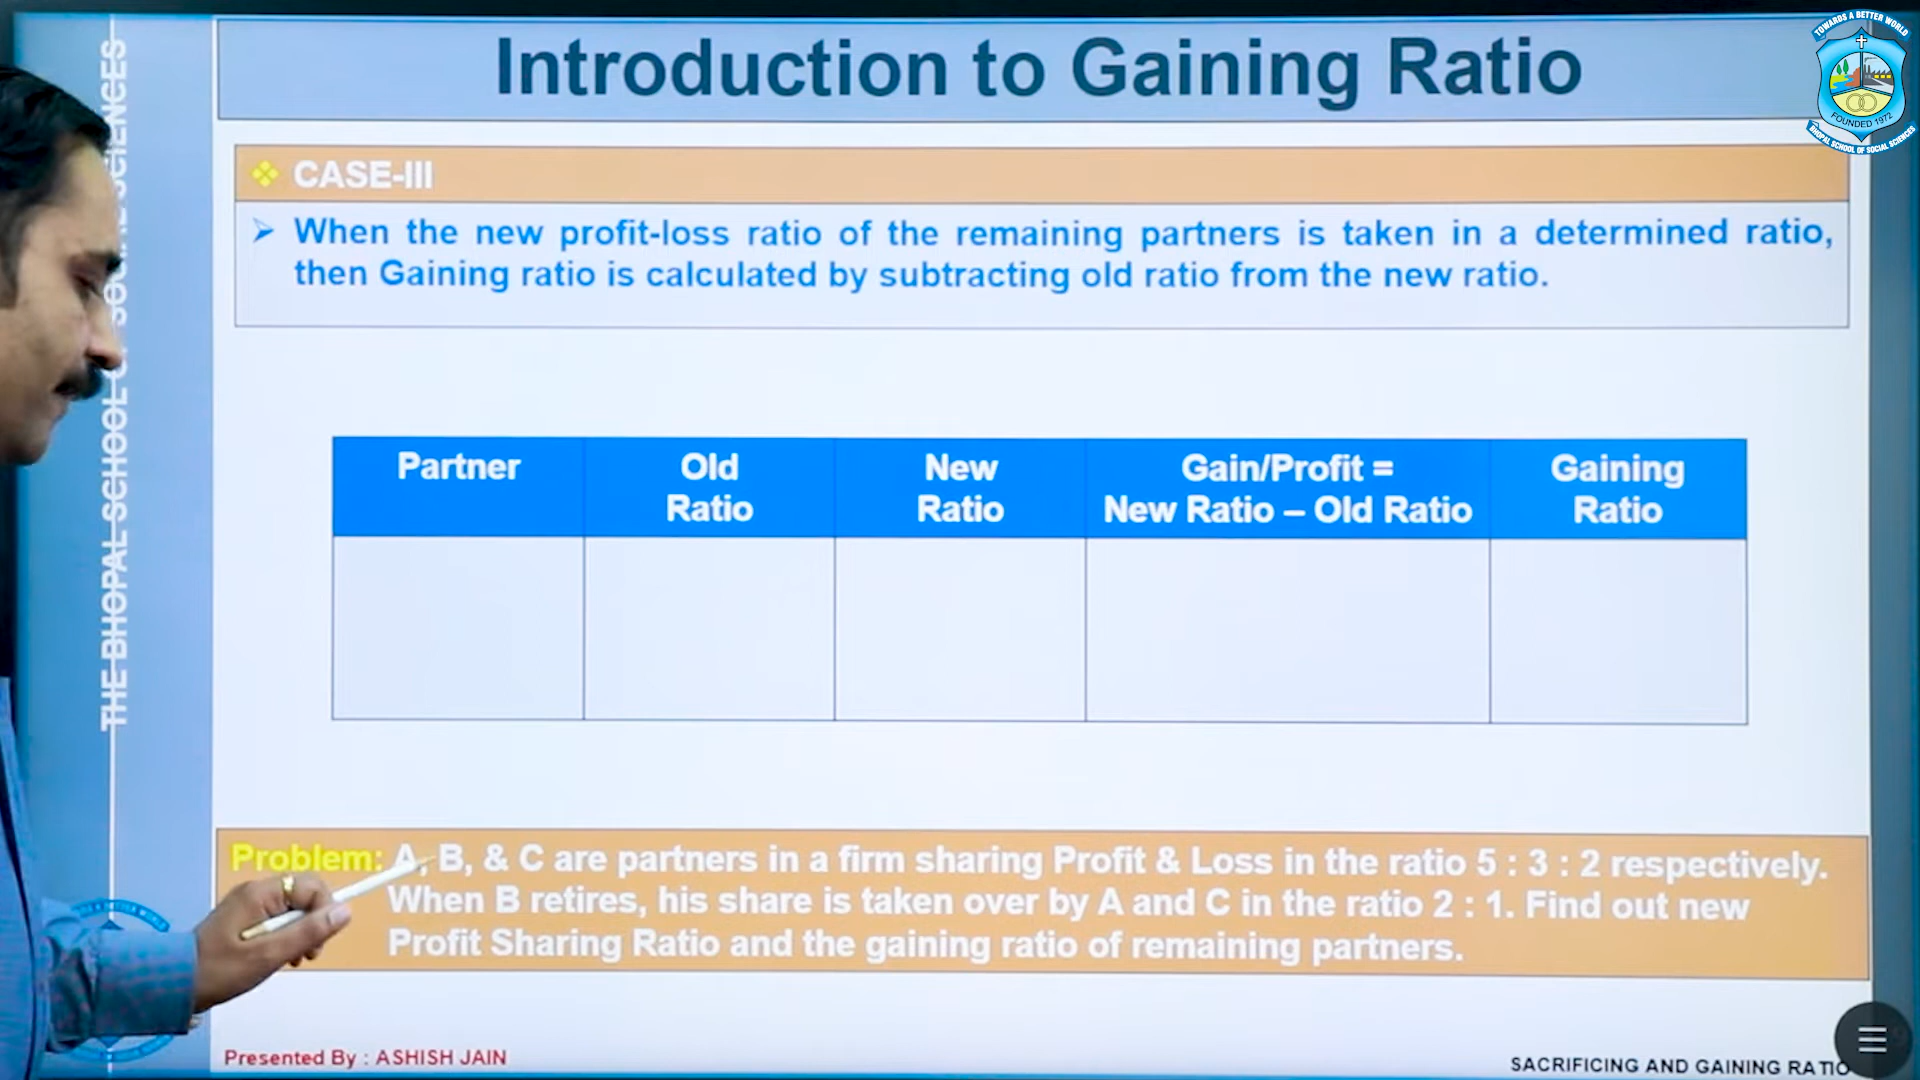 Introduction to Gaining Ratio
TOWARDS A BETTER WORLD
FOUNDED 1972
BHOPAL SCHOOL OF SOCIAL SCIENCES
CASE-III
When the new profit-loss ratio of the remaining partners is taken in a determined ratio,
then Gaining ratio is calculated by subtracting old ratio from the new ratio.
Partner
Old
Ratio
New
Ratio
Gain/Profit =
New Ratio – Old Ratio
Gaining
Ratio
Problem: A, B, & C are partners in a firm sharing Profit & Loss in the ratio 5 : 3 : 2 respectively.
When B retires, his share is taken over by A and C in the ratio 2 : 1. Find out new
Profit Sharing Ratio and the gaining ratio of remaining partners.
Presented By : ASHISH JAIN
SACRIFICING AND GAINING RATIO
THE BHOPAL SCHOOL SCIENCES